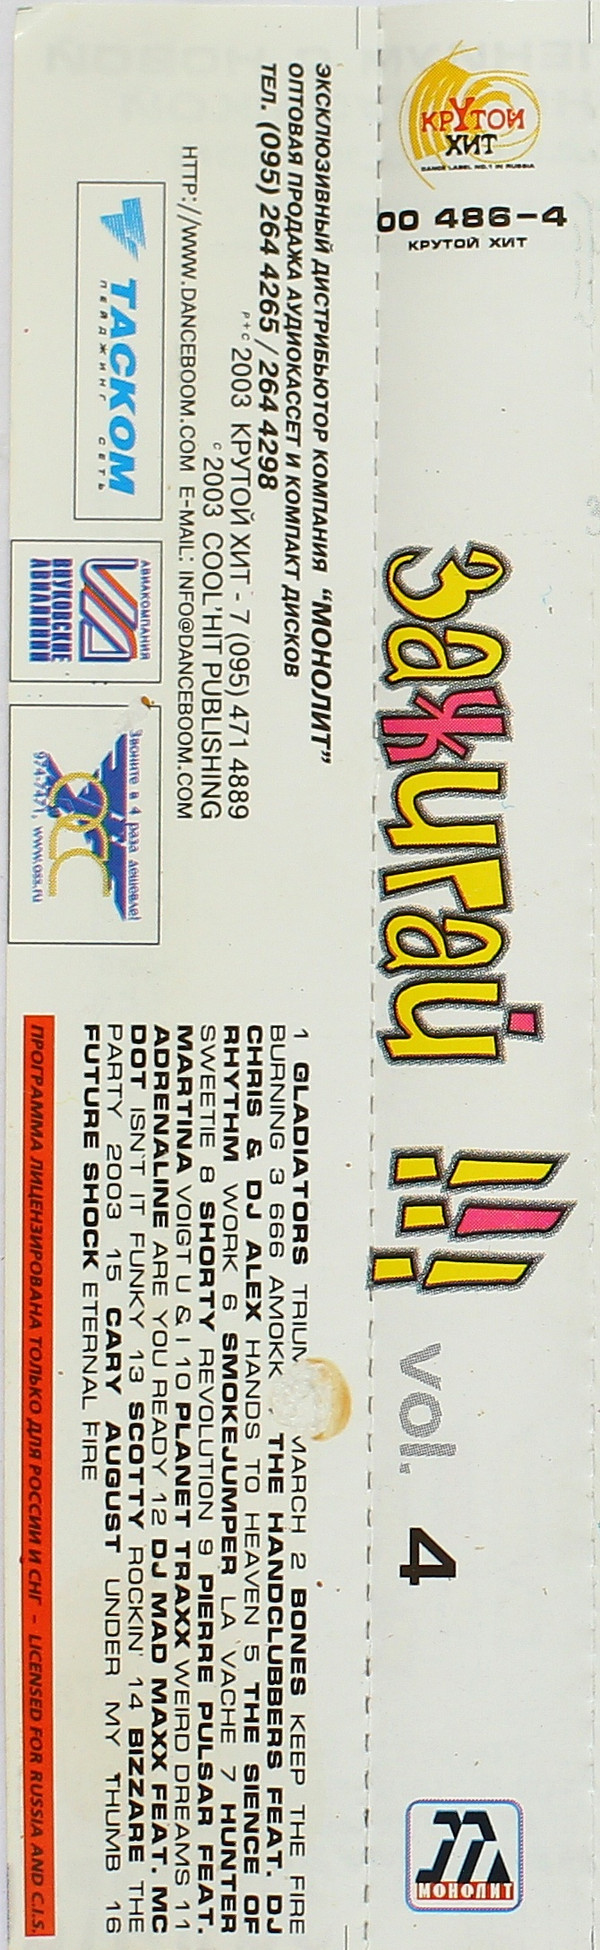 КРУТОЙ
ХИТ
DANCE LABEL NO.1 IN RUSSIA
00 486-4
КРУТОЙ ХИТ
Зажигай !!!
vol. 4
МОНОЛИТ
ЭКСКЛЮЗИВНЫЙ ДИСТРИБЬЮТОР КОМПАНИЯ "МОНОЛИТ"
ОПТОВАЯ ПРОДАЖА АУДИОКАССЕТ И КОМПАКТ ДИСКОВ
ТЕЛ. (095) 264 4265 / 264 4298
P+C 2003 КРУТОЙ ХИТ - 7 (095) 471 4889
C 2003 COOL'HIT PUBLISHING
HTTP://WWW.DANCEBOOM.COM E-MAIL: INFO@DANCEBOOM.COM
ТАСКОМ
ПЕЙДЖИНГ СЕТЬ
АВИАКОМПАНИЯ
ВНУКОВСКИЕ
АВИАЛИНИИ
Звоните в 4 раза дешевле!
974-7471, www.oss.ru
1 GLADIATORS TRIUM MARCH 2 BONES KEEP THE FIRE
BURNING 3 666 AMOKK THE HANDCLUBBERS FEAT. DJ
CHRIS & DJ ALEX HANDS TO HEAVEN 5 THE SIENCE OF
RHYTHM WORK 6 SMOKEJUMPER LA VACHE 7 HUNTER
SWEETIE 8 SHORTY REVOLUTION 9 PIERRE PULSAR FEAT.
MARTINA VOIGT U & I 10 PLANET TRAXX WEIRD DREAMS 11
ADRENALINE ARE YOU READY 12 DJ MAD MAXX FEAT. MC
DOT ISN'T IT FUNKY 13 SCOTTY ROCKIN' 14 BIZZARE THE
PARTY 2003 15 CARY AUGUST UNDER MY THUMB 16
FUTURE SHOCK ETERNAL FIRE
ПРОГРАММА ЛИЦЕНЗИРОВАНА ТОЛЬКО ДЛЯ РОССИИ И СНГ - LICENSED FOR RUSSIA AND C.I.S.